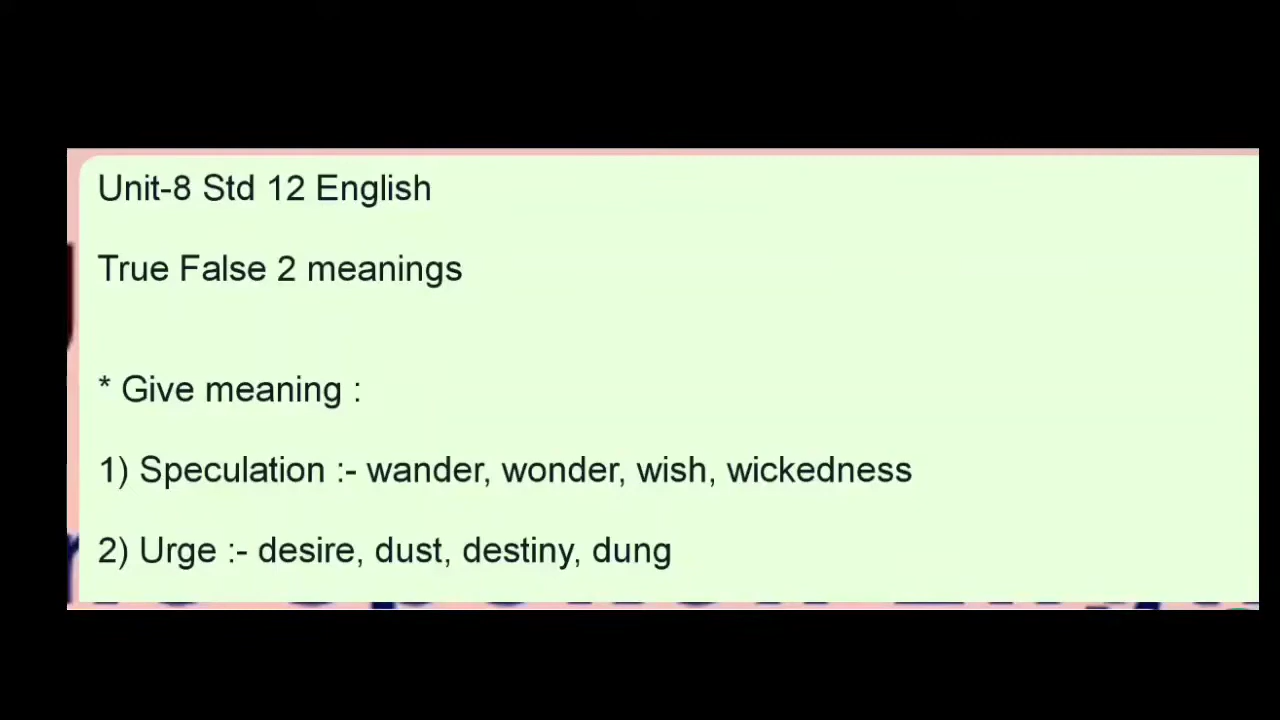 Unit-8 Std 12 English
True False 2 meanings
* Give meaning :
1) Speculation :- wander, wonder, wish, wickedness
2) Urge :- desire, dust, destiny, dung